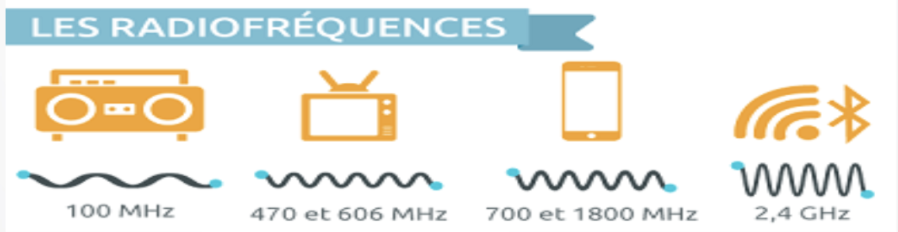 LES RADIOFRÉQUENCES
100 MHz
470 et 606 MHz
700 et 1800 MHz
2,4 GHz